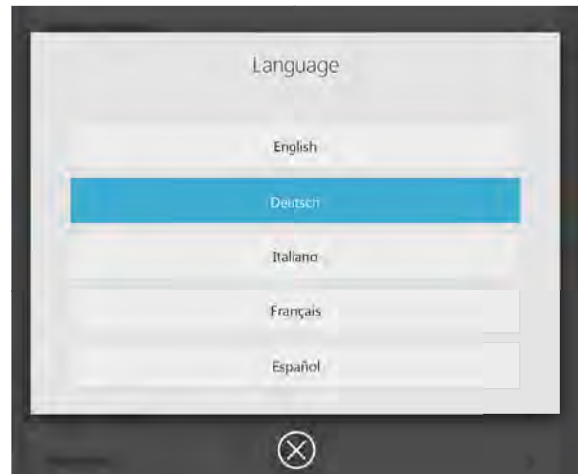 Language
English
Deutsch
Italiano
Français
Español